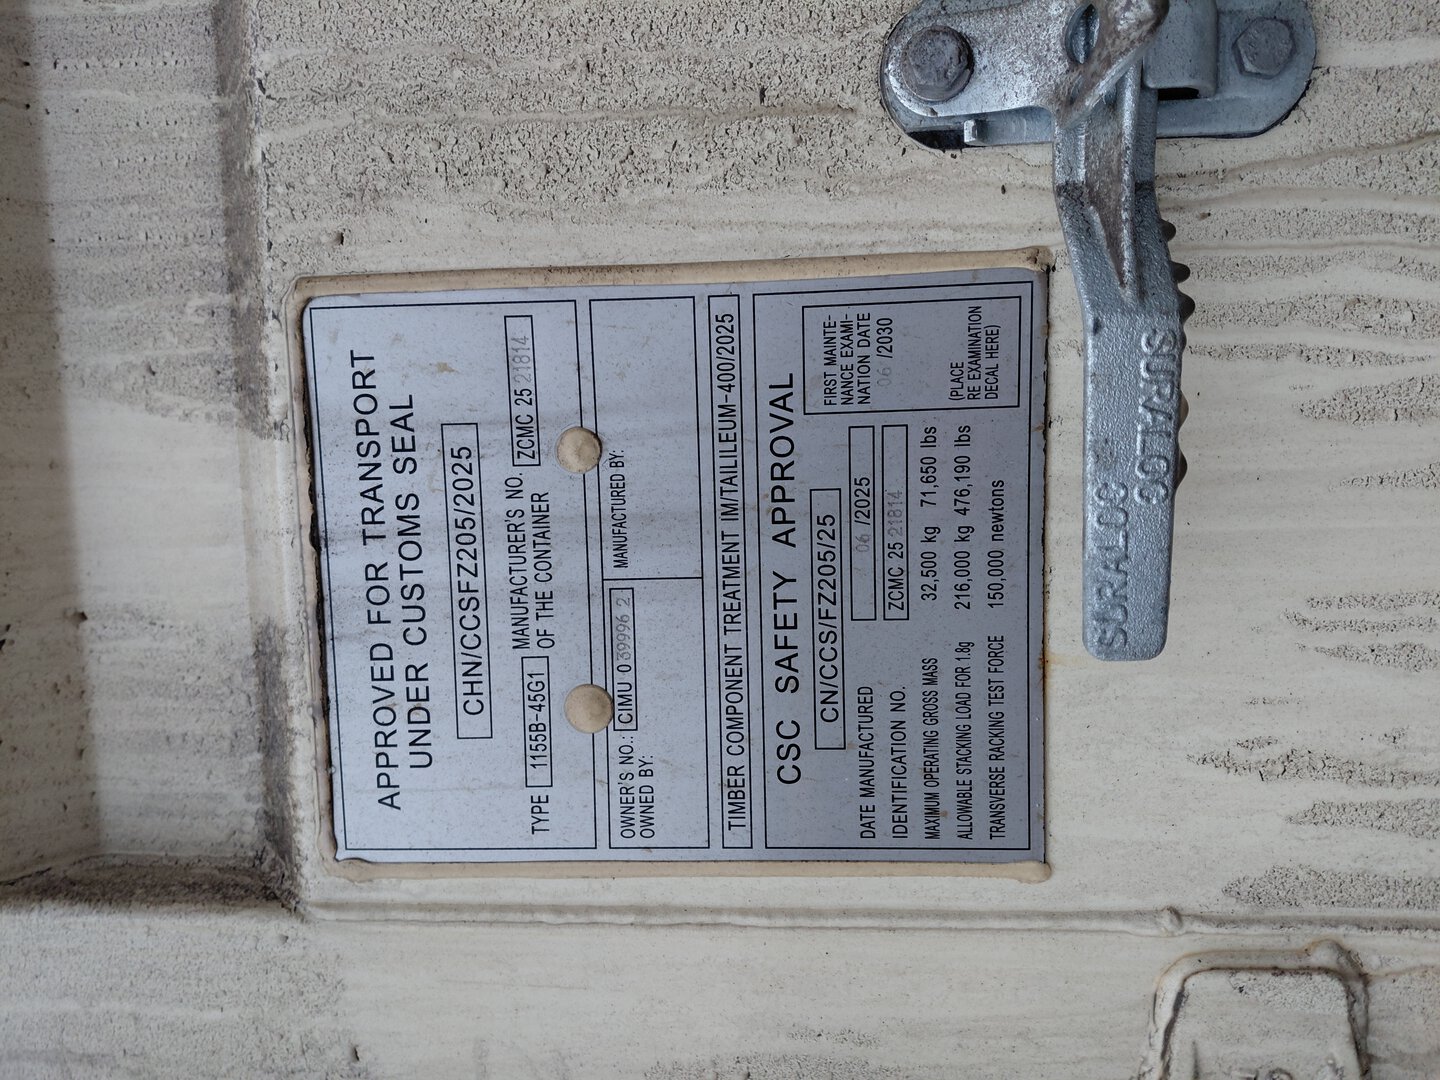 APPROVED FOR TRANSPORT
UNDER CUSTOMS SEAL
CHN/CCSFZ205/2025
TYPE 1155B-45G1 MANUFACTURER'S NO.
OF THE CONTAINER ZCMC 25 21814
OWNER'S NO.: CIMU 0 39996 2
OWNED BY:
MANUFACTURED BY:
TIMBER COMPONENT TREATMENT IM/TAILILEUM-400/2025
CSC SAFETY APPROVAL
CN/CCS/FZ205/25
DATE MANUFACTURED 06 /2025
IDENTIFICATION NO. ZCMC 25 21814
MAXIMUM OPERATING GROSS MASS 32,500 kg 71,650 lbs
ALLOWABLE STACKING LOAD FOR 1.8g 216,000 kg 476,190 lbs
TRANSVERSE RACKING TEST FORCE 150,000 newtons
FIRST MAINTE-
NANCE EXAMI-
NATION DATE
06 /2030
(PLACE
RE EXAMINATION
DECAL HERE)